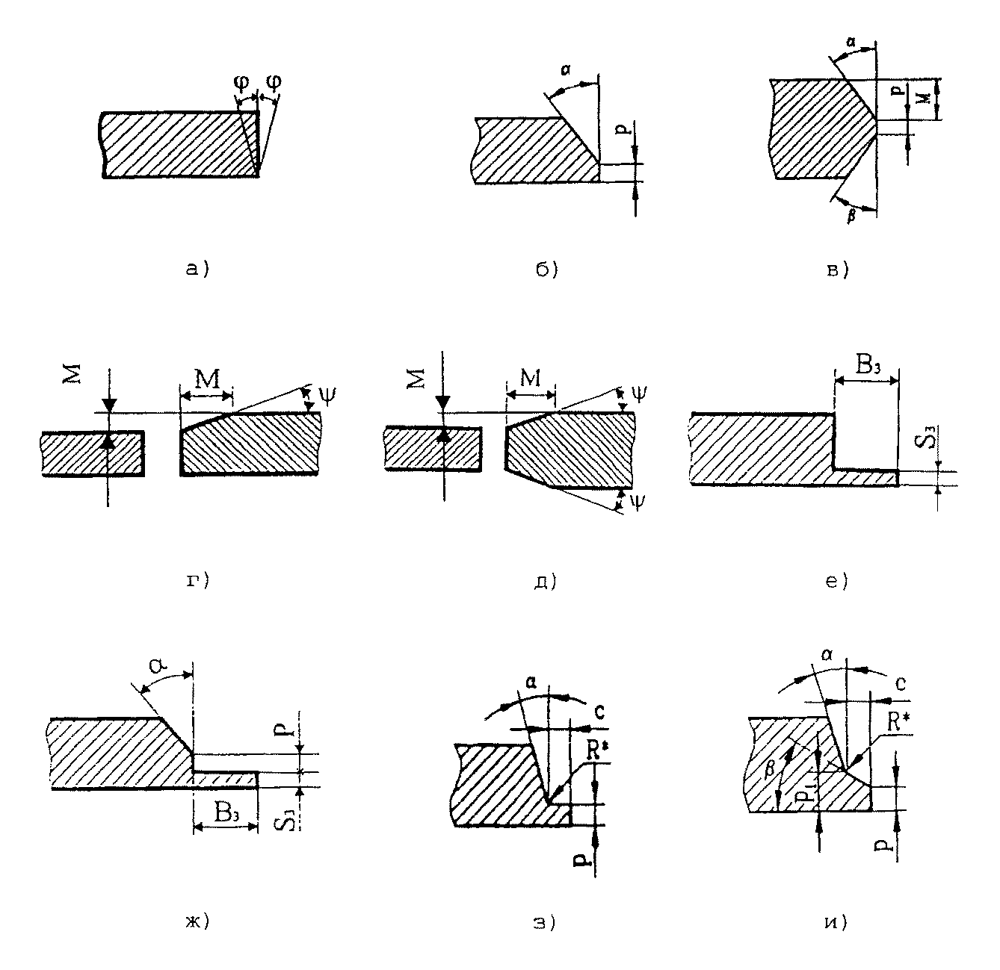 φ φ
α
P
α
P
М
β
а)
б)
в)
М
М
ψ
М
М
ψ
ψ
B₃
S₃
г)
д)
е)
α
P
B₃
S₃
α
c
R*
P
α
c
R*
β
P₁
P
ж)
з)
и)